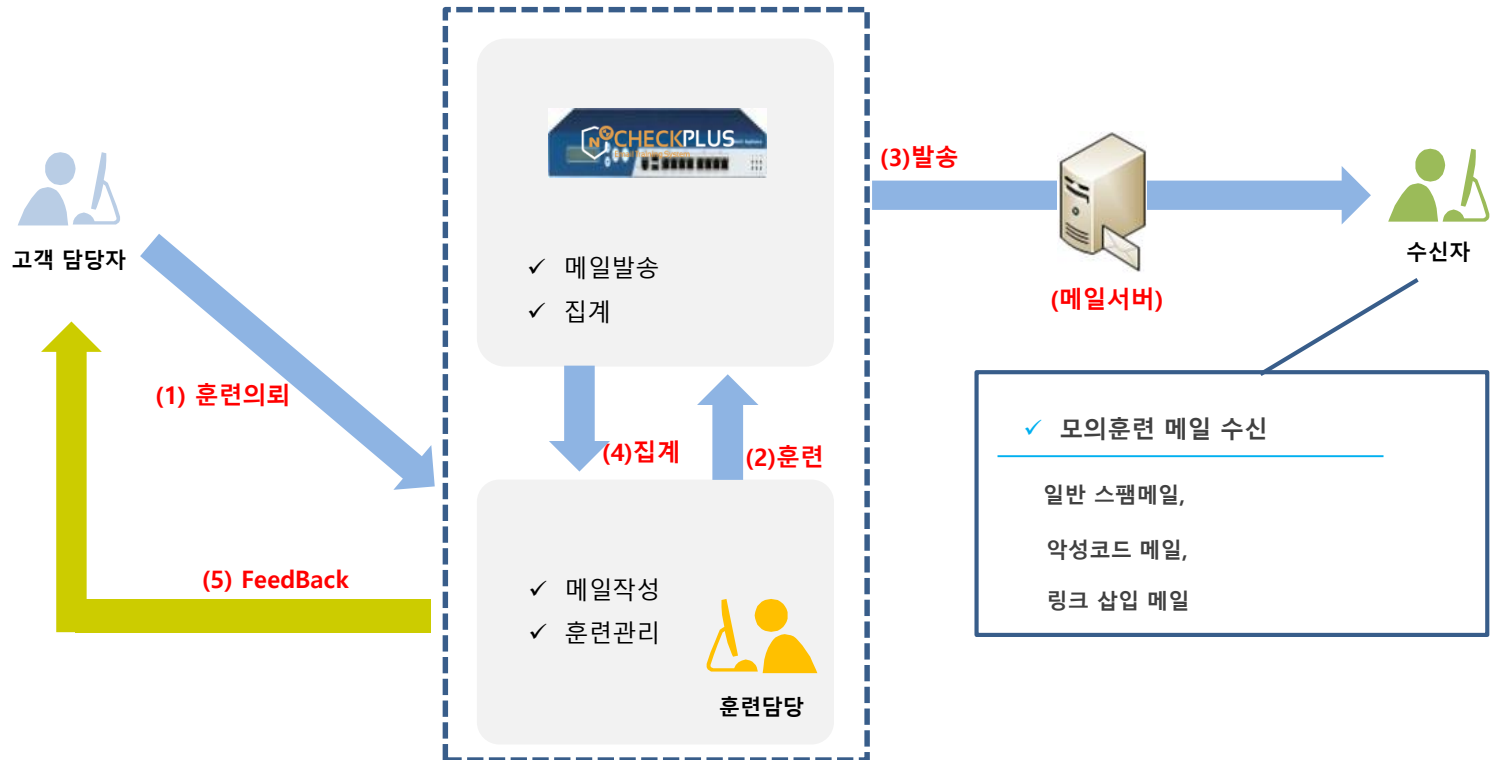 CHECKPLUS
(3)발송
고객 담당자
수신자
✓ 메일발송
✓ 집계
(메일서버)
(1) 훈련의뢰
(4)집계
(2)훈련
✓ 모의훈련 메일 수신
일반 스팸메일,
악성코드 메일,
링크 삽입 메일
(5) FeedBack
✓ 메일작성
✓ 훈련관리
훈련담당